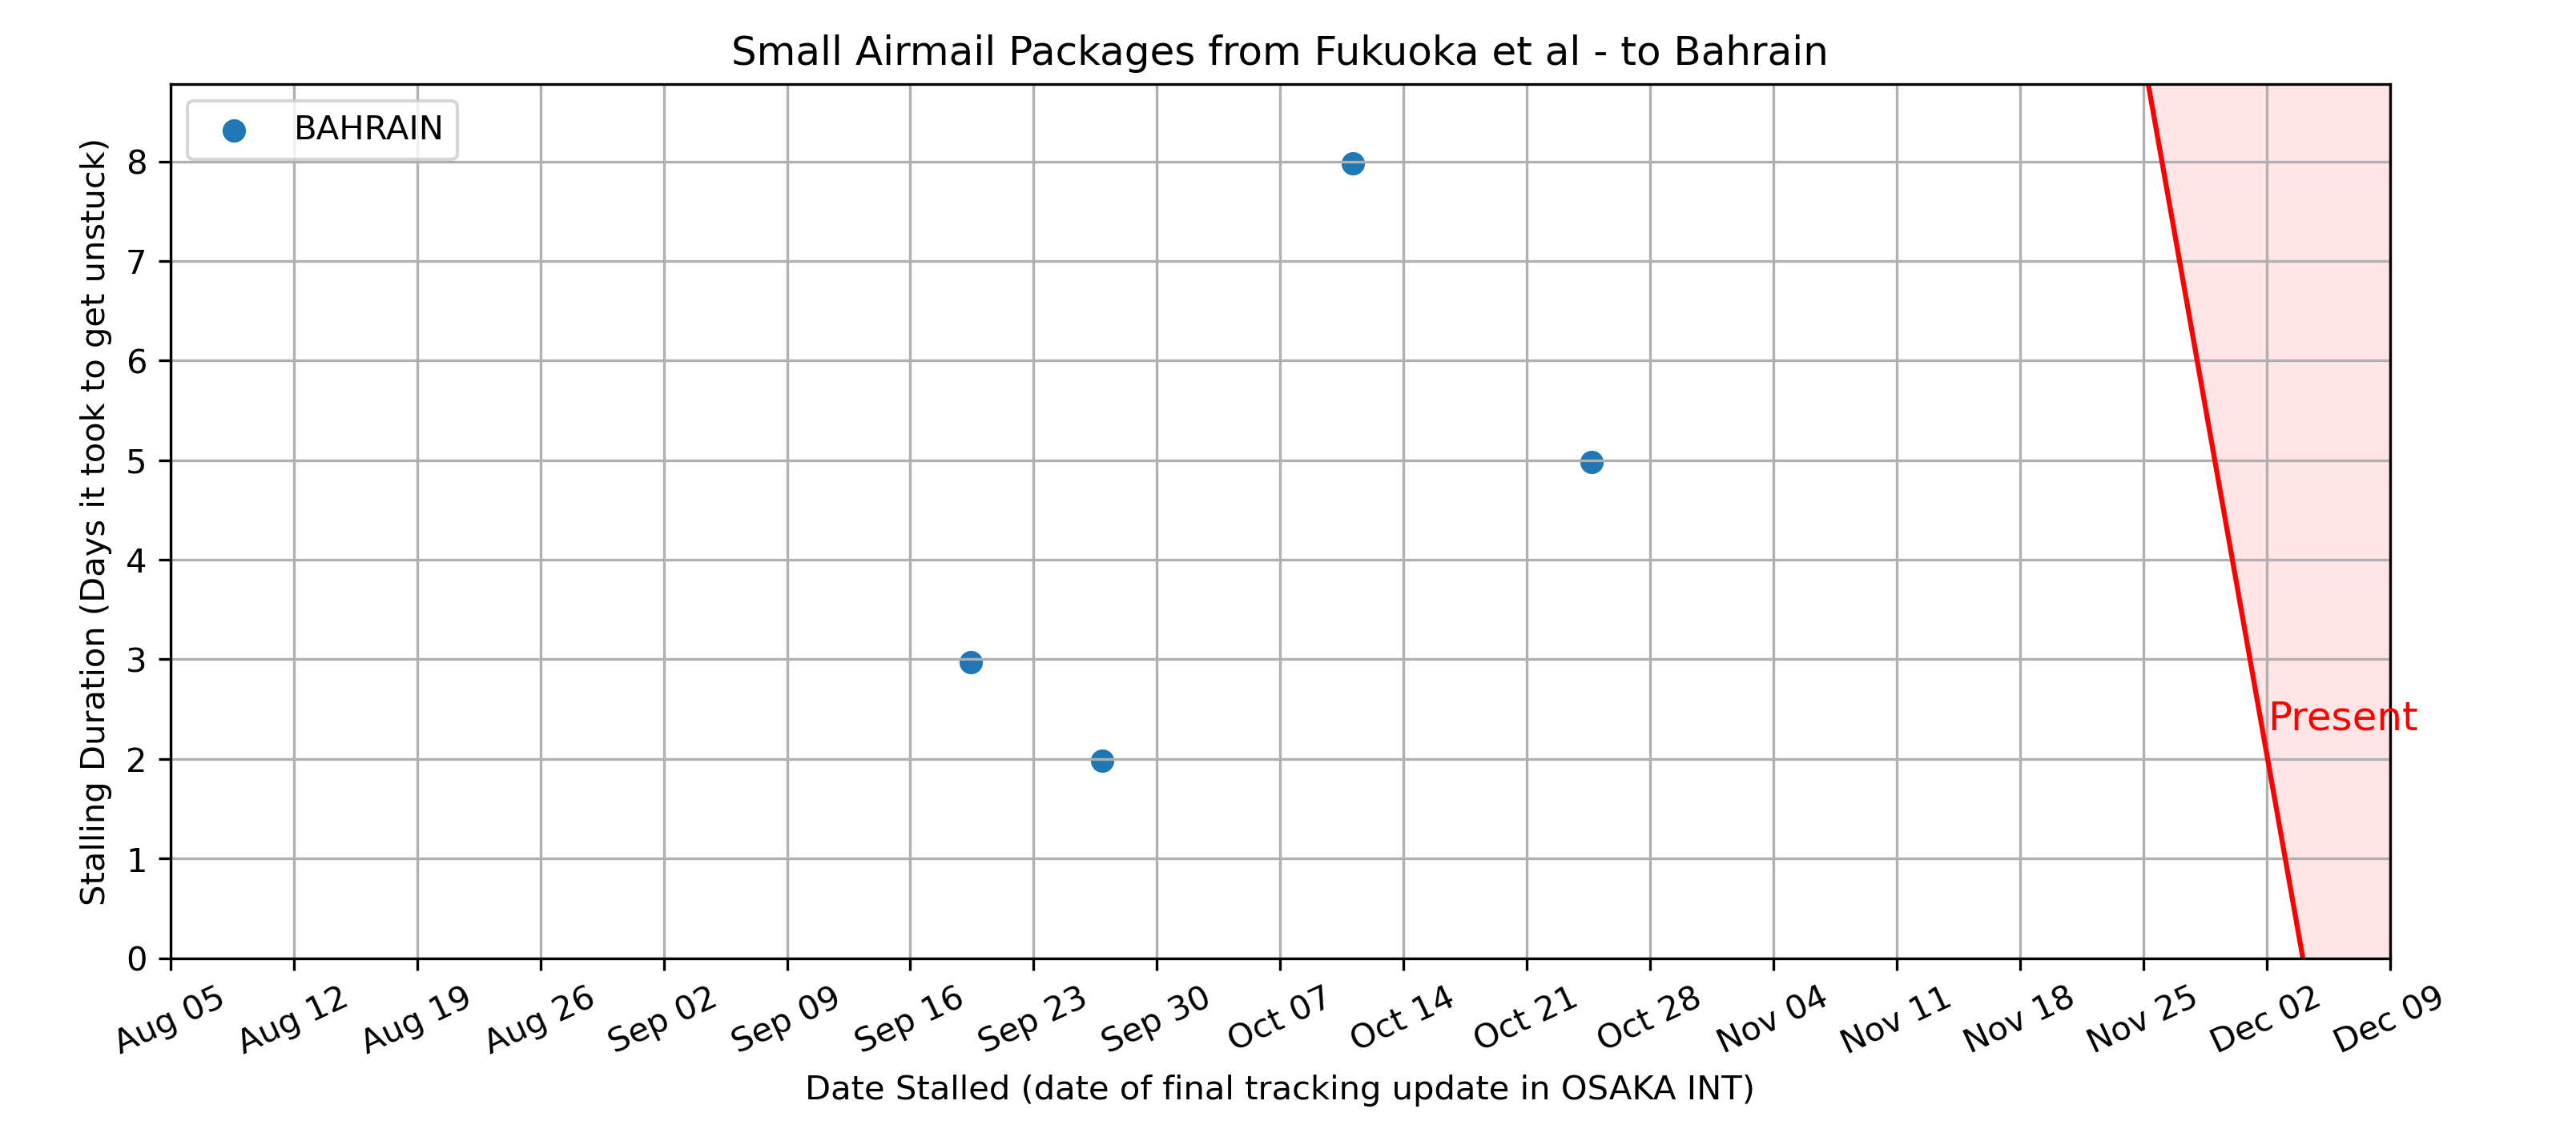 Small Airmail Packages from Fukuoka et al - to Bahrain
BAHRAIN
Stalling Duration (Days it took to get unstuck)
8
7
6
5
4
3
2
1
0
Present
Aug 05
Aug 12
Aug 19
Aug 26
Sep 02
Sep 09
Sep 16
Sep 23
Sep 30
Oct 07
Oct 14
Oct 21
Oct 28
Nov 04
Nov 11
Nov 18
Nov 25
Dec 02
Dec 09
Date Stalled (date of final tracking update in OSAKA INT)